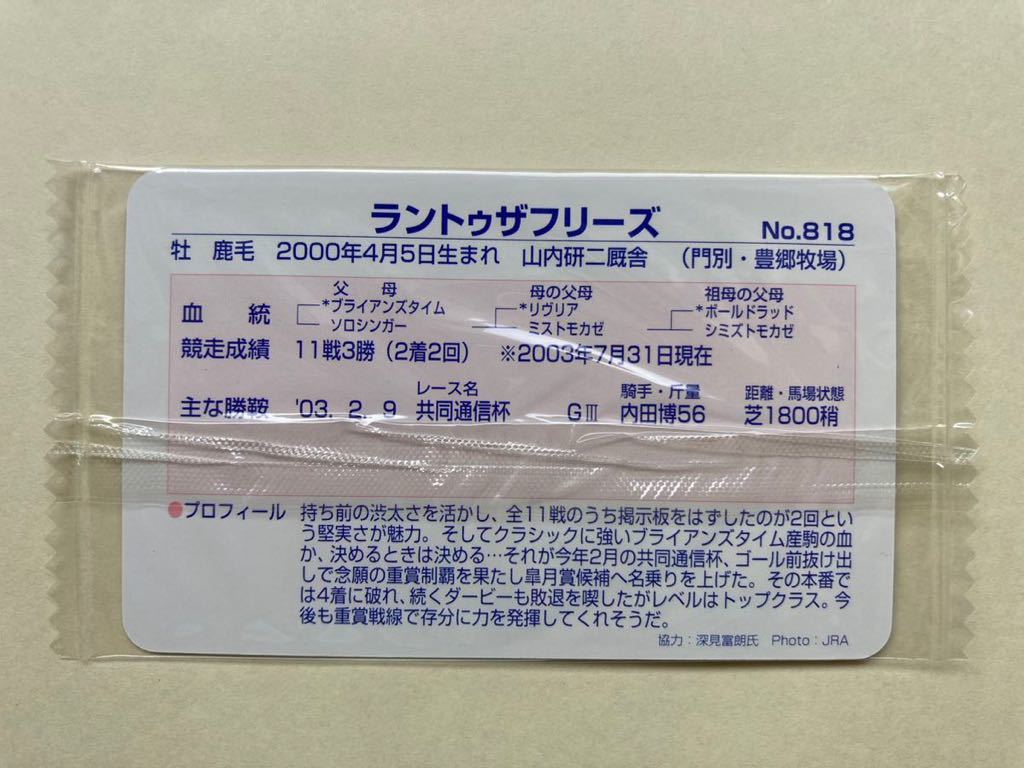 ラントゥザフリーズ No.818
牡 鹿毛 2000年4月5日生まれ 山内研二厩舎 (門別・豊郷牧場)
父 母 母の父母 祖母の父母
血統 *ブライアンズタイム *リヴリア *ボールドラッド
ソロシンガー ミストモカゼ シミズトモカゼ
競走成績 11戦3勝(2着2回) ※2003年7月31日現在
レース名 騎手・斤量 距離・馬場状態
主な勝鞍 '03. 2. 9 共同通信杯 GⅢ 内田博56 芝1800稍
●プロフィール 持ち前の渋太さを活かし、全11戦のうち掲示板をはずしたのが2回とい
う堅実さが魅力。そしてクラシックに強いブライアンズタイム産駒の血
か、決めるときは決める…それが今年2月の共同通信杯、ゴール前抜け出
しで念願の重賞制覇を果たし皐月賞候補へ名乗りを上げた。その本番で
は4着に破れ、続くダービーも敗退を喫したがレベルはトップクラス。今
後も重賞戦線で存分に力を発揮してくれそうだ。
協力:深見富朗氏 Photo:JRA